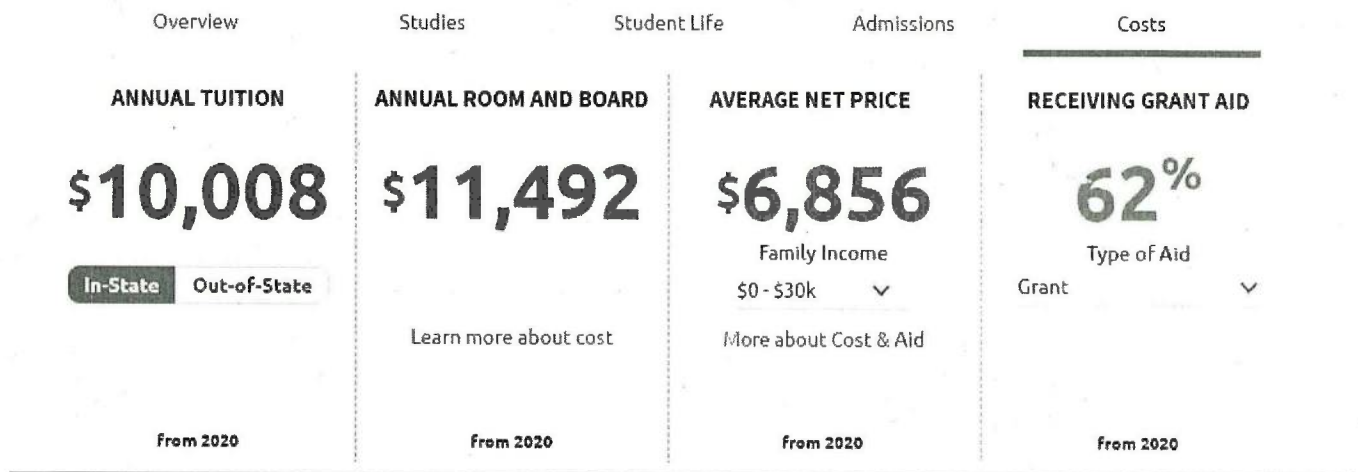 Overview Studies Student Life Admissions Costs
ANNUAL TUITION
$10,008
In-State Out-of-State
from 2020
ANNUAL ROOM AND BOARD
$11,492
Learn more about cost
from 2020
AVERAGE NET PRICE
$6,856
Family Income
$0 - $30k
More about Cost & Aid
from 2020
RECEIVING GRANT AID
62%
Type of Aid
Grant
from 2020